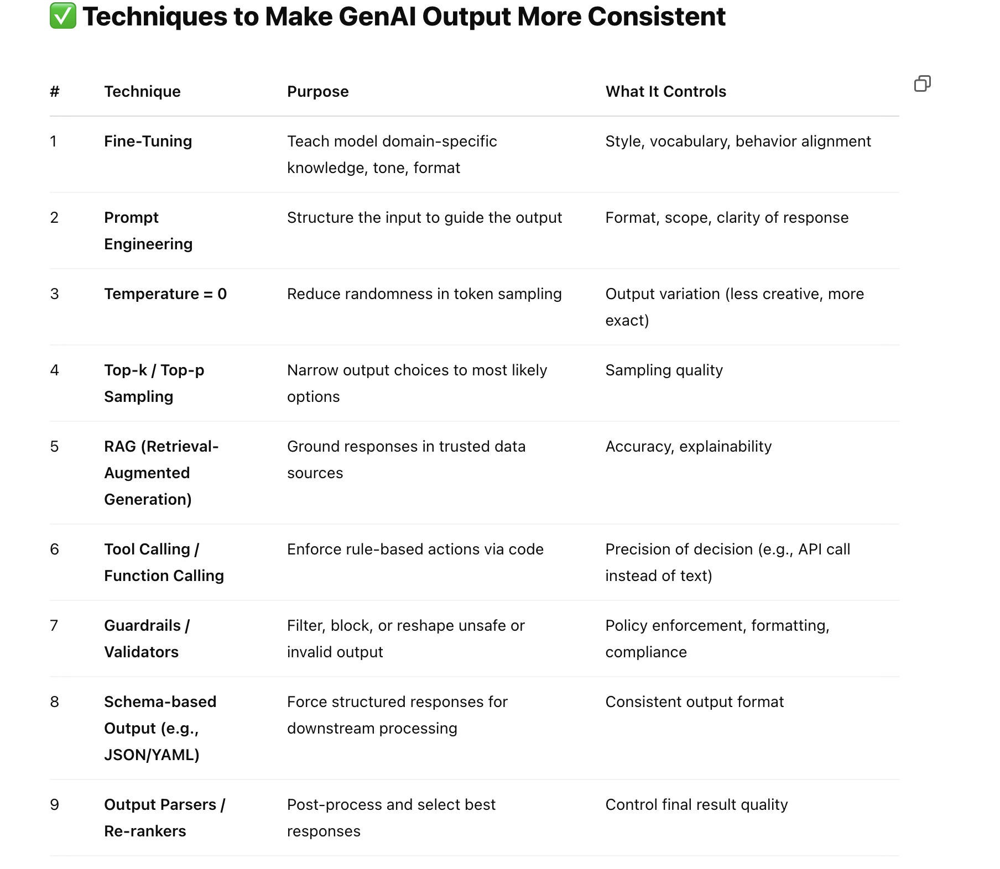 ✅ Techniques to Make GenAI Output More Consistent
# Technique Purpose What It Controls
1 Fine-Tuning Teach model domain-specific Style, vocabulary, behavior alignment
knowledge, tone, format
2 Prompt Structure the input to guide the output Format, scope, clarity of response
Engineering
3 Temperature = 0 Reduce randomness in token sampling Output variation (less creative, more
exact)
4 Top-k / Top-p Narrow output choices to most likely Sampling quality
Sampling options
5 RAG (Retrieval- Ground responses in trusted data Accuracy, explainability
Augmented sources
Generation)
6 Tool Calling / Enforce rule-based actions via code Precision of decision (e.g., API call
Function Calling instead of text)
7 Guardrails / Filter, block, or reshape unsafe or Policy enforcement, formatting,
Validators invalid output compliance
8 Schema-based Force structured responses for Consistent output format
Output (e.g., downstream processing
JSON/YAML)
9 Output Parsers / Post-process and select best Control final result quality
Re-rankers responses